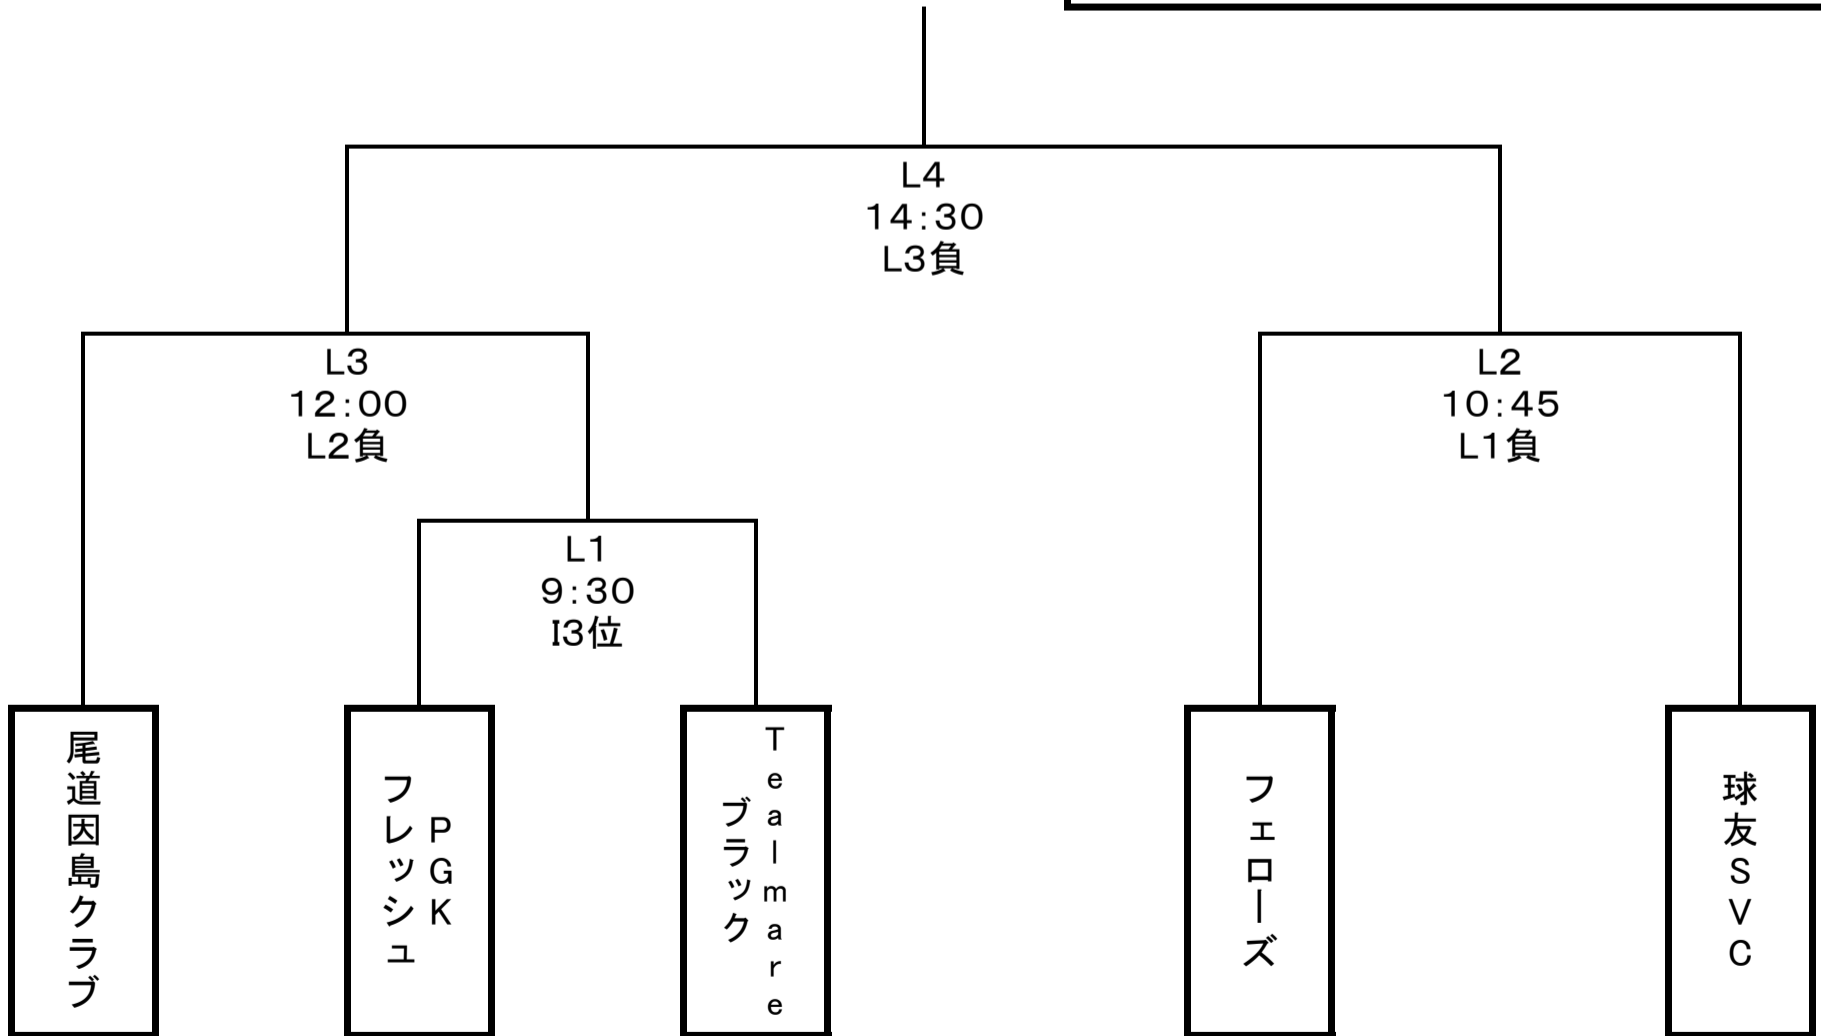 L4
14:30
L3負
L3
12:00
L2負
L2
10:45
L1負
L1
9:30
I3位
尾道因島クラブ
PGK
フレッシュ
Tealmare
ブラック
フェローズ
球友SVC